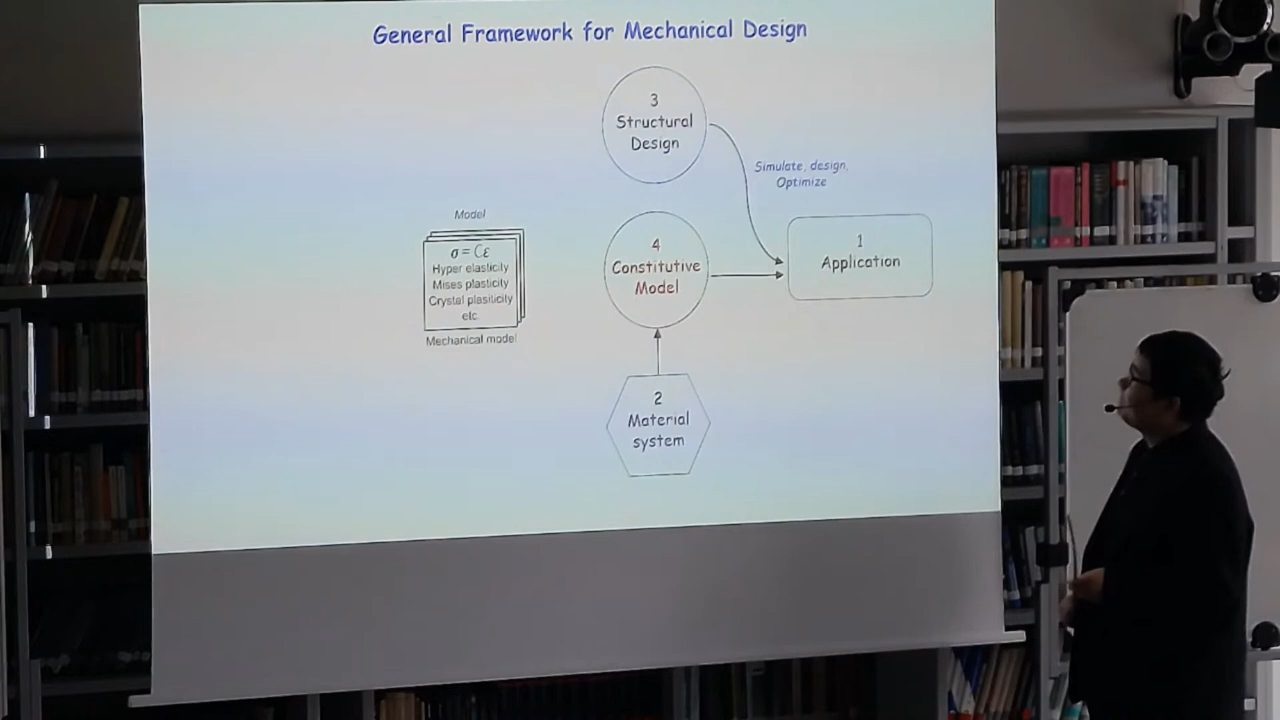 General Framework for Mechanical Design
3
Structural
Design
Simulate, design,
Optimize
Model
σ = Cε
Hyper elasticity
Mises plasticity
Crystal plasiticity
etc.
Mechanical model
4
Constitutive
Model
1
Application
2
Material
system